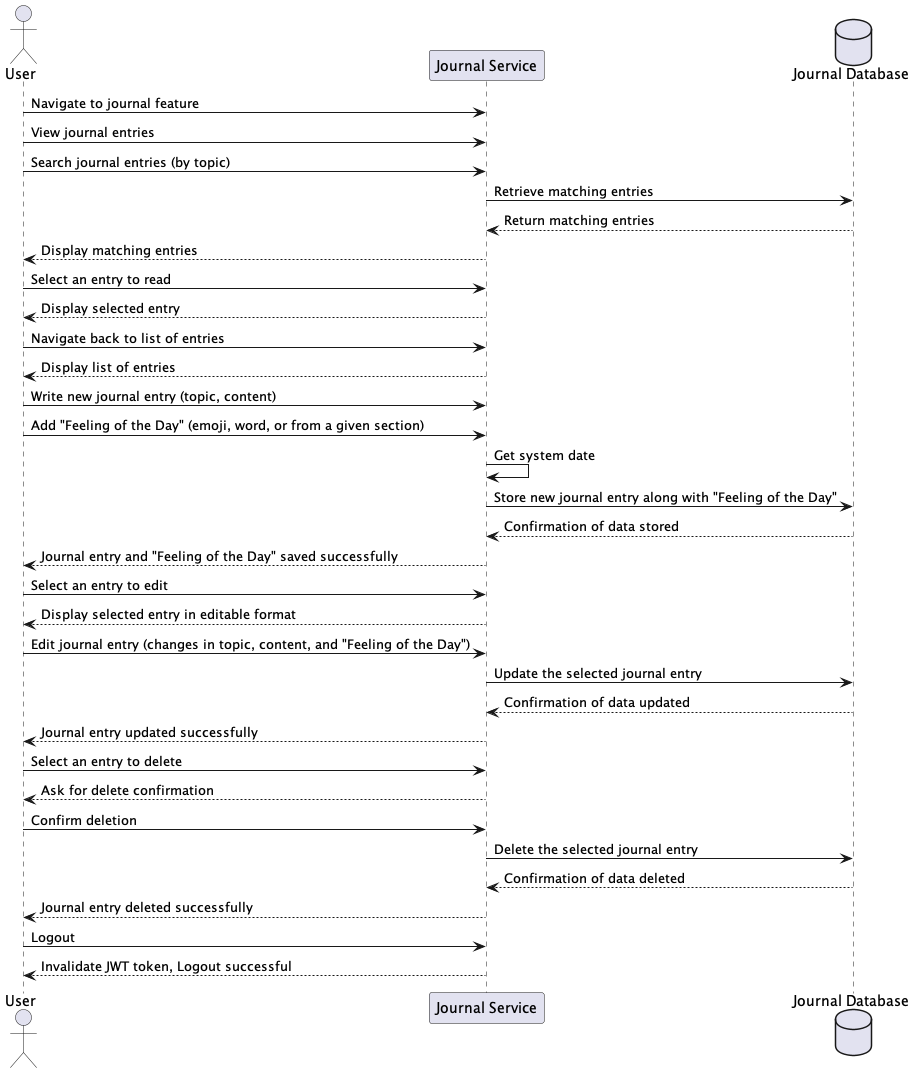 User
Journal Service
Journal Database
Navigate to journal feature
View journal entries
Search journal entries (by topic)
Retrieve matching entries
Return matching entries
Display matching entries
Select an entry to read
Display selected entry
Navigate back to list of entries
Display list of entries
Write new journal entry (topic, content)
Add "Feeling of the Day" (emoji, word, or from a given section)
Get system date
Store new journal entry along with "Feeling of the Day"
Confirmation of data stored
Journal entry and "Feeling of the Day" saved successfully
Select an entry to edit
Display selected entry in editable format
Edit journal entry (changes in topic, content, and "Feeling of the Day")
Update the selected journal entry
Confirmation of data updated
Journal entry updated successfully
Select an entry to delete
Ask for delete confirmation
Confirm deletion
Delete the selected journal entry
Confirmation of data deleted
Journal entry deleted successfully
Logout
Invalidate JWT token, Logout successful
User
Journal Service
Journal Database